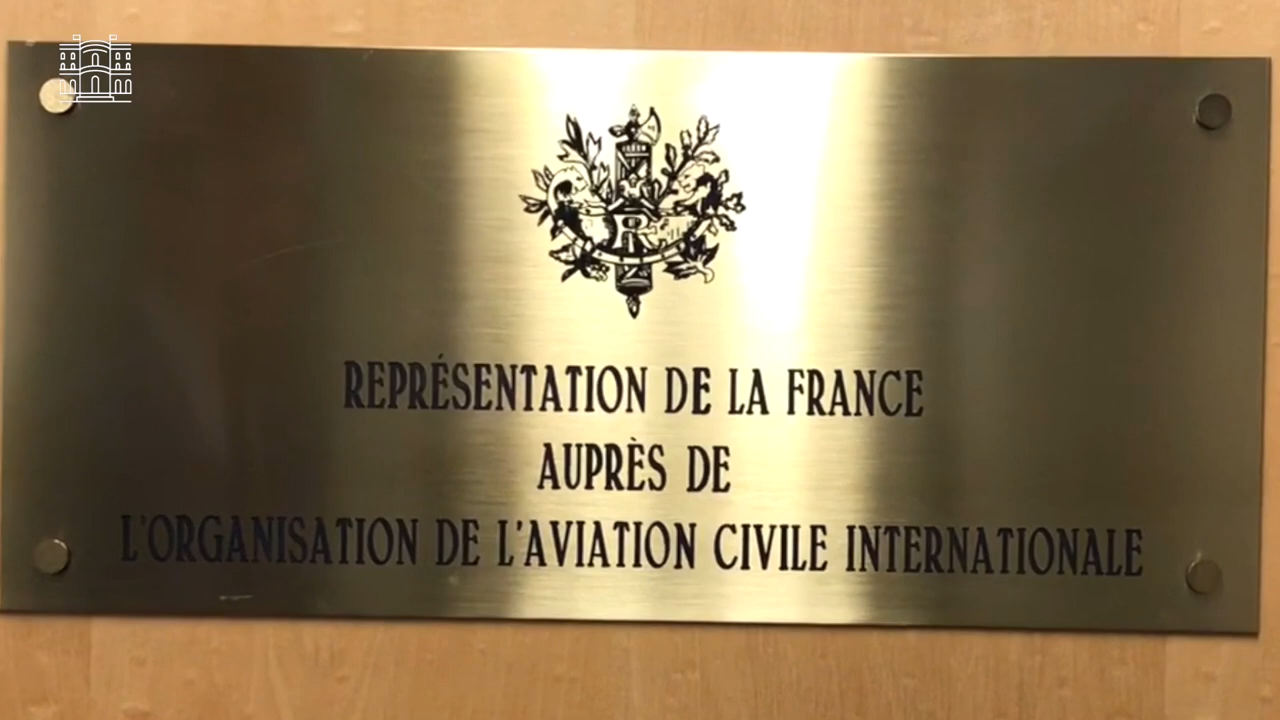 REPRÉSENTATION DE LA FRANCE
AUPRÈS DE
L'ORGANISATION DE L'AVIATION CIVILE INTERNATIONALE